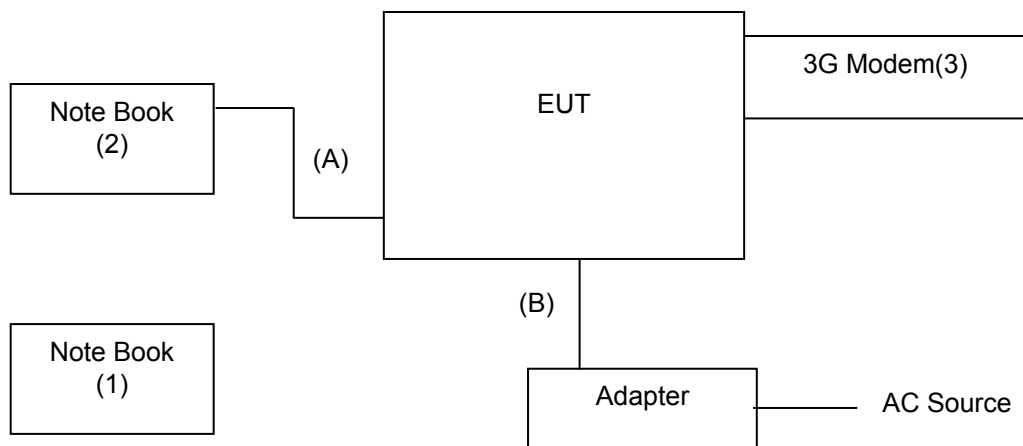 3G Modem(3)
EUT
Note Book
(2)
(A)
(B)
Note Book
(1)
Adapter
AC Source